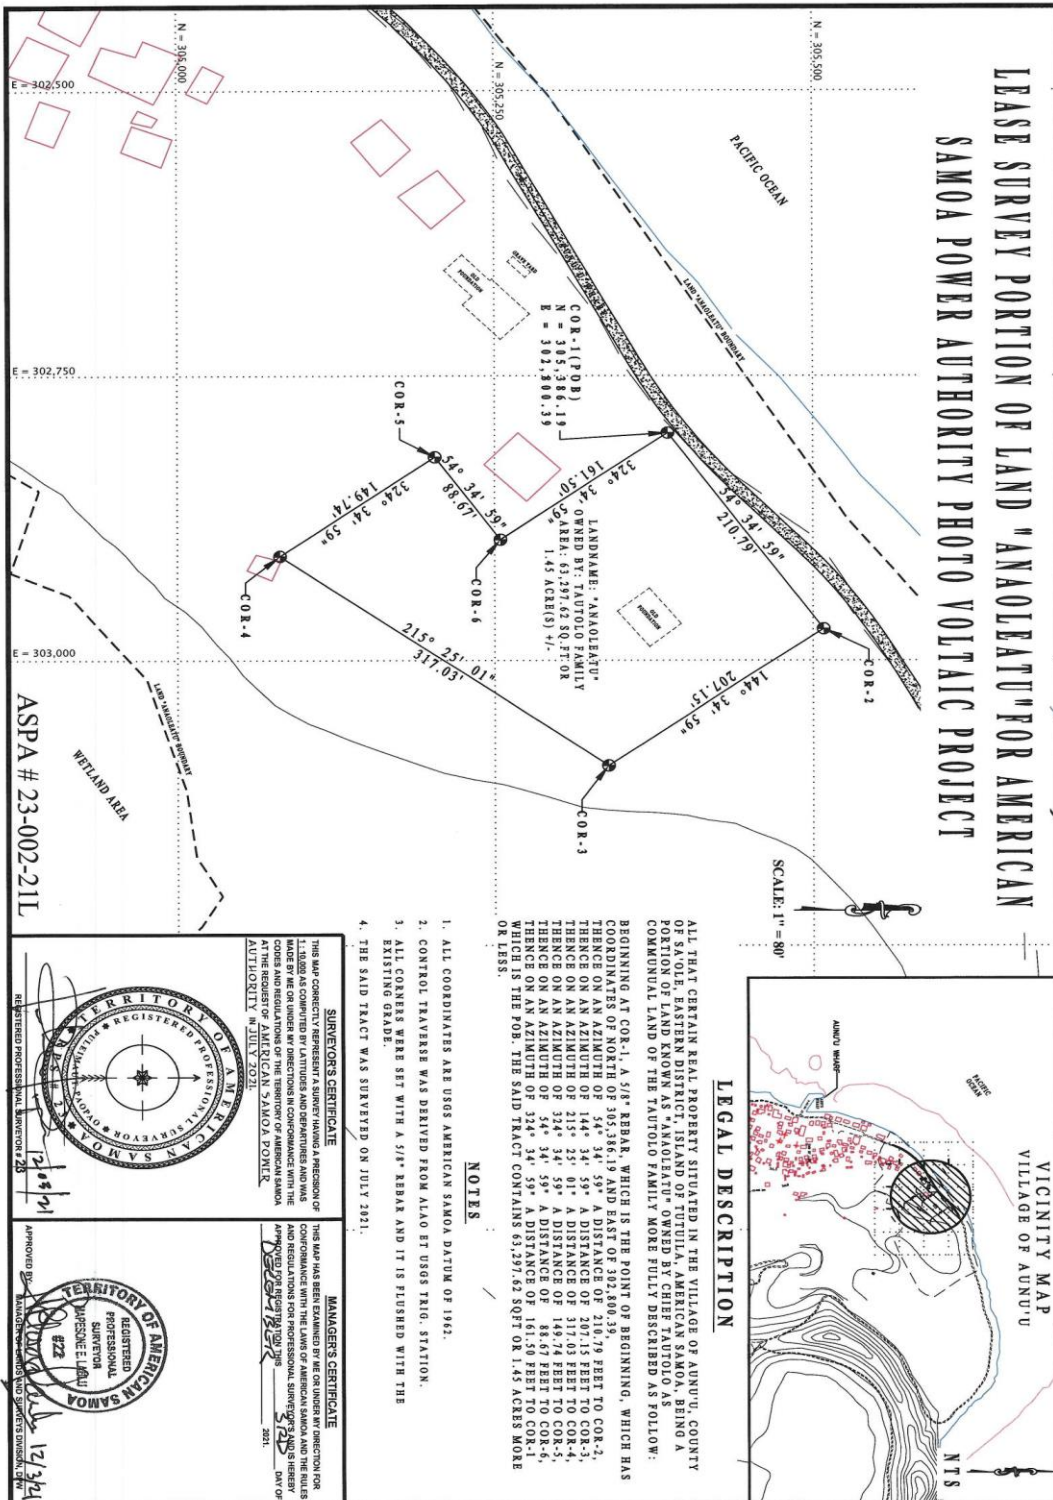 LEASE SURVEY PORTION OF LAND "ANAOLEATU" FOR AMERICAN
SAMOA POWER AUTHORITY PHOTO VOLTAIC PROJECT
N = 305,500
N = 305,250
N = 305,000
E = 302,500
E = 302,750
E = 303,000
PACIFIC OCEAN
LAND "ANAOLEATU" BOUNDARY
GRAVE YARD
OLD
FOUNDATION
COR-1(POB)
N = 305,386.19
E = 302,800.39
54° 34' 59"
210.79'
COR-2
144° 34' 59"
207.15'
COR-3
215° 25' 01"
317.03'
COR-4
324° 34' 59"
149.74'
COR-5
54° 34' 59"
88.67'
COR-6
324° 34' 59"
161.50'
LANDNAME: "ANAOLEATU"
OWNED BY: TAUTOLO FAMILY
AREA: 63,297.62 SQ.FT OR
1.45 ACRE(S) +/-
OLD
FOUNDATION
LAND "ANAOLEATU" BOUNDARY
WETLAND AREA
ASPA # 23-002-21L
SCALE: 1" = 80'
VICINITY MAP
VILLAGE OF AUNU'U
NTS
PACIFIC
OCEAN
AUNU'U WHARF
LEGAL DESCRIPTION
ALL THAT CERTAIN REAL PROPERTY SITUATED IN THE VILLAGE OF AUNU'U, COUNTY
OF SA'OLE, EASTERN DISTRICT, ISLAND OF TUTUILA, AMERICAN SAMOA, BEING A
PORTION OF LAND KNOWN AS "ANAOLEATU" OWNED BY CHIEF TAUTOLO AS
COMMUNUAL LAND OF THE TAUTOLO FAMILY MORE FULLY DESCRIBED AS FOLLOW:
BEGINNING AT COR-1, A 5/8" REBAR, WHICH IS THE POINT OF BEGINNING, WHICH HAS
COORDINATES OF NORTH OF 305,386.19 AND EAST OF 302,800.39,
THENCE ON AN AZIMUTH OF 54° 34' 59" A DISTANCE OF 210.79 FEET TO COR-2,
THENCE ON AN AZIMUTH OF 144° 34' 59" A DISTANCE OF 207.15 FEET TO COR-3,
THENCE ON AN AZIMUTH OF 215° 25' 01" A DISTANCE OF 317.03 FEET TO COR-4,
THENCE ON AN AZIMUTH OF 324° 34' 59" A DISTANCE OF 149.74 FEET TO COR-5,
THENCE ON AN AZIMUTH OF 54° 34' 59" A DISTANCE OF 88.67 FEET TO COR-6,
THENCE ON AN AZIMUTH OF 324° 34' 59" A DISTANCE OF 161.50 FEET TO COR-1
WHICH IS THE POB. THE SAID TRACT CONTAINS 63,297.62 SQFT OR 1.45 ACRES MORE
OR LESS.
NOTES
1. ALL COORDINATES ARE USGS AMERICAN SAMOA DATUM OF 1962.
2. CONTROL TRAVERSE WAS DERIVED FROM ALAO ET USGS TRIG. STATION.
3. ALL CORNERS WERE SET WITH A 5/8" REBAR AND IT IS FLUSHED WITH THE
EXISTING GRADE.
4. THE SAID TRACT WAS SURVEYED ON JULY 2021.
SURVEYOR'S CERTIFICATE
THIS MAP CORRECTLY REPRESENT A SURVEY HAVING A PRECISION OF
1:10,000 AS COMPUTED BY LATITUDES AND DEPARTURES AND WAS
MADE BY ME OR UNDER MY DIRECTIONS IN CONFORMANCE WITH THE
CODES AND REGULATIONS OF THE TERRITORY OF AMERICAN SAMOA
AT THE REQUEST OF AMERICAN SAMOA POWER
AUTHORITY IN JULY 2021.
TERRITORY OF AMERICAN SAMOA
REGISTERED PROFESSIONAL SURVEYOR
REGISTERED PROFESSIONAL SURVEYOR # 23
MANAGER'S CERTIFICATE
THIS MAP HAS BEEN EXAMINED BY ME OR UNDER MY DIRECTION FOR
CONFORMANCE WITH THE LAWS OF AMERICAN SAMOA AND THE RULES
AND REGULATIONS FOR PROFESSIONAL SURVEYORS AND IS HEREBY
APPROVED FOR REGISTRATION THIS 3RD DAY OF
DECEMBER 2021.
TERRITORY OF AMERICAN SAMOA
REGISTERED
PROFESSIONAL
SURVEYOR
#22
APPROVED BY: 12/3/21
MANAGER OF LANDS AND SURVEYS DIVISION, DPW